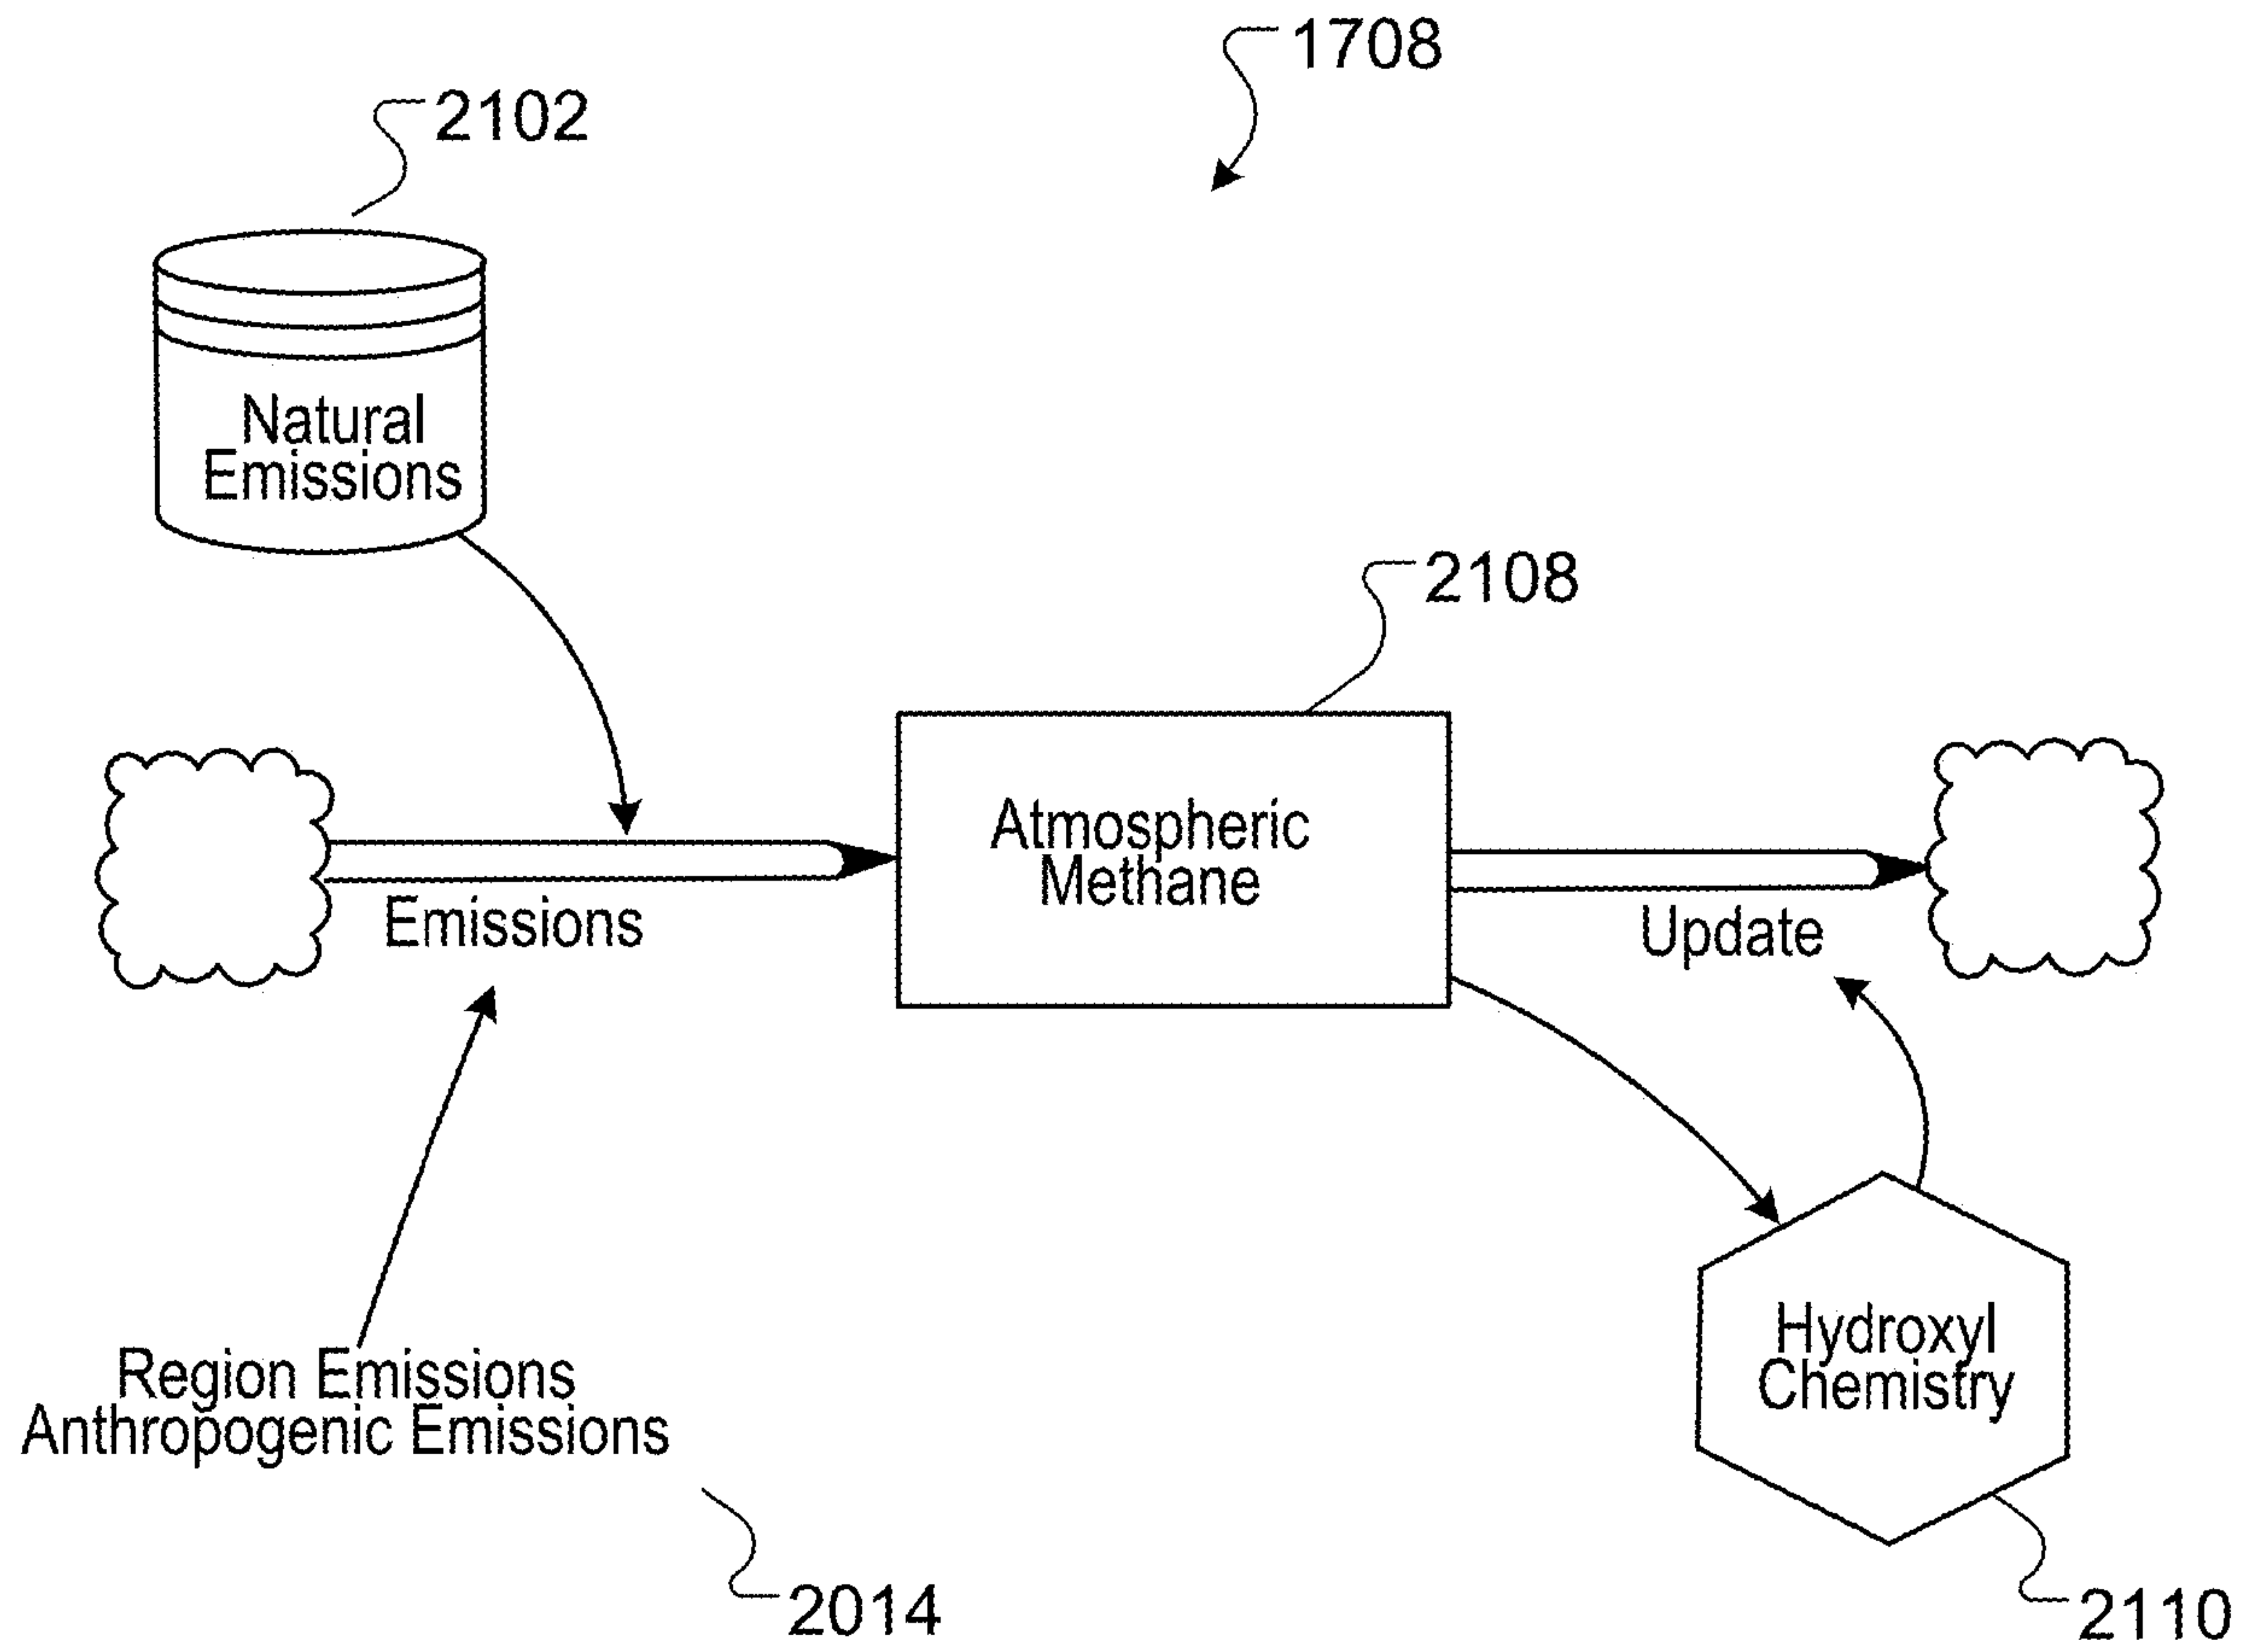 1708
2102
Natural
Emissions
2108
Atmospheric
Methane
Emissions
Update
Region Emissions
Anthropogenic Emissions
Hydroxyl
Chemistry
2014
2110